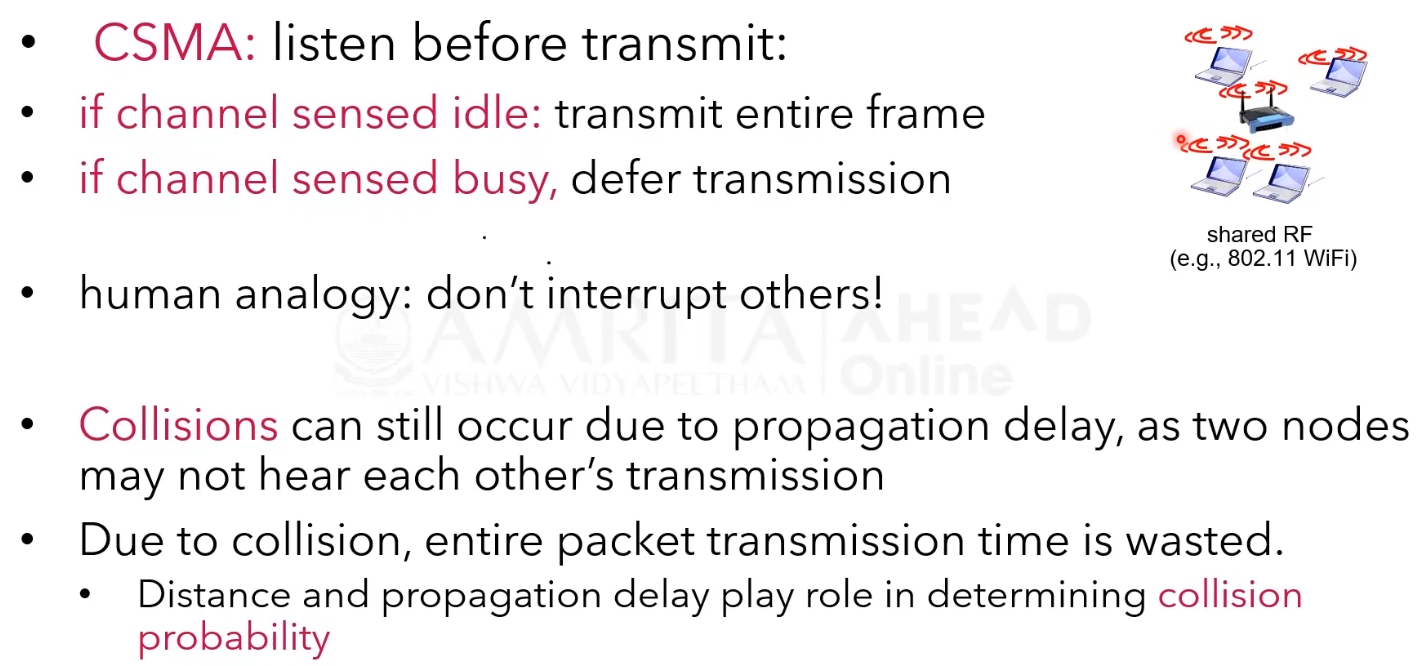 • CSMA: listen before transmit:
• if channel sensed idle: transmit entire frame
• if channel sensed busy, defer transmission
shared RF
(e.g., 802.11 WiFi)
• human analogy: don't interrupt others!
AMRITA
VISHWA VIDYAPEETHAM
AHEAD
Online
• Collisions can still occur due to propagation delay, as two nodes
may not hear each other's transmission
• Due to collision, entire packet transmission time is wasted.
• Distance and propagation delay play role in determining collision
probability